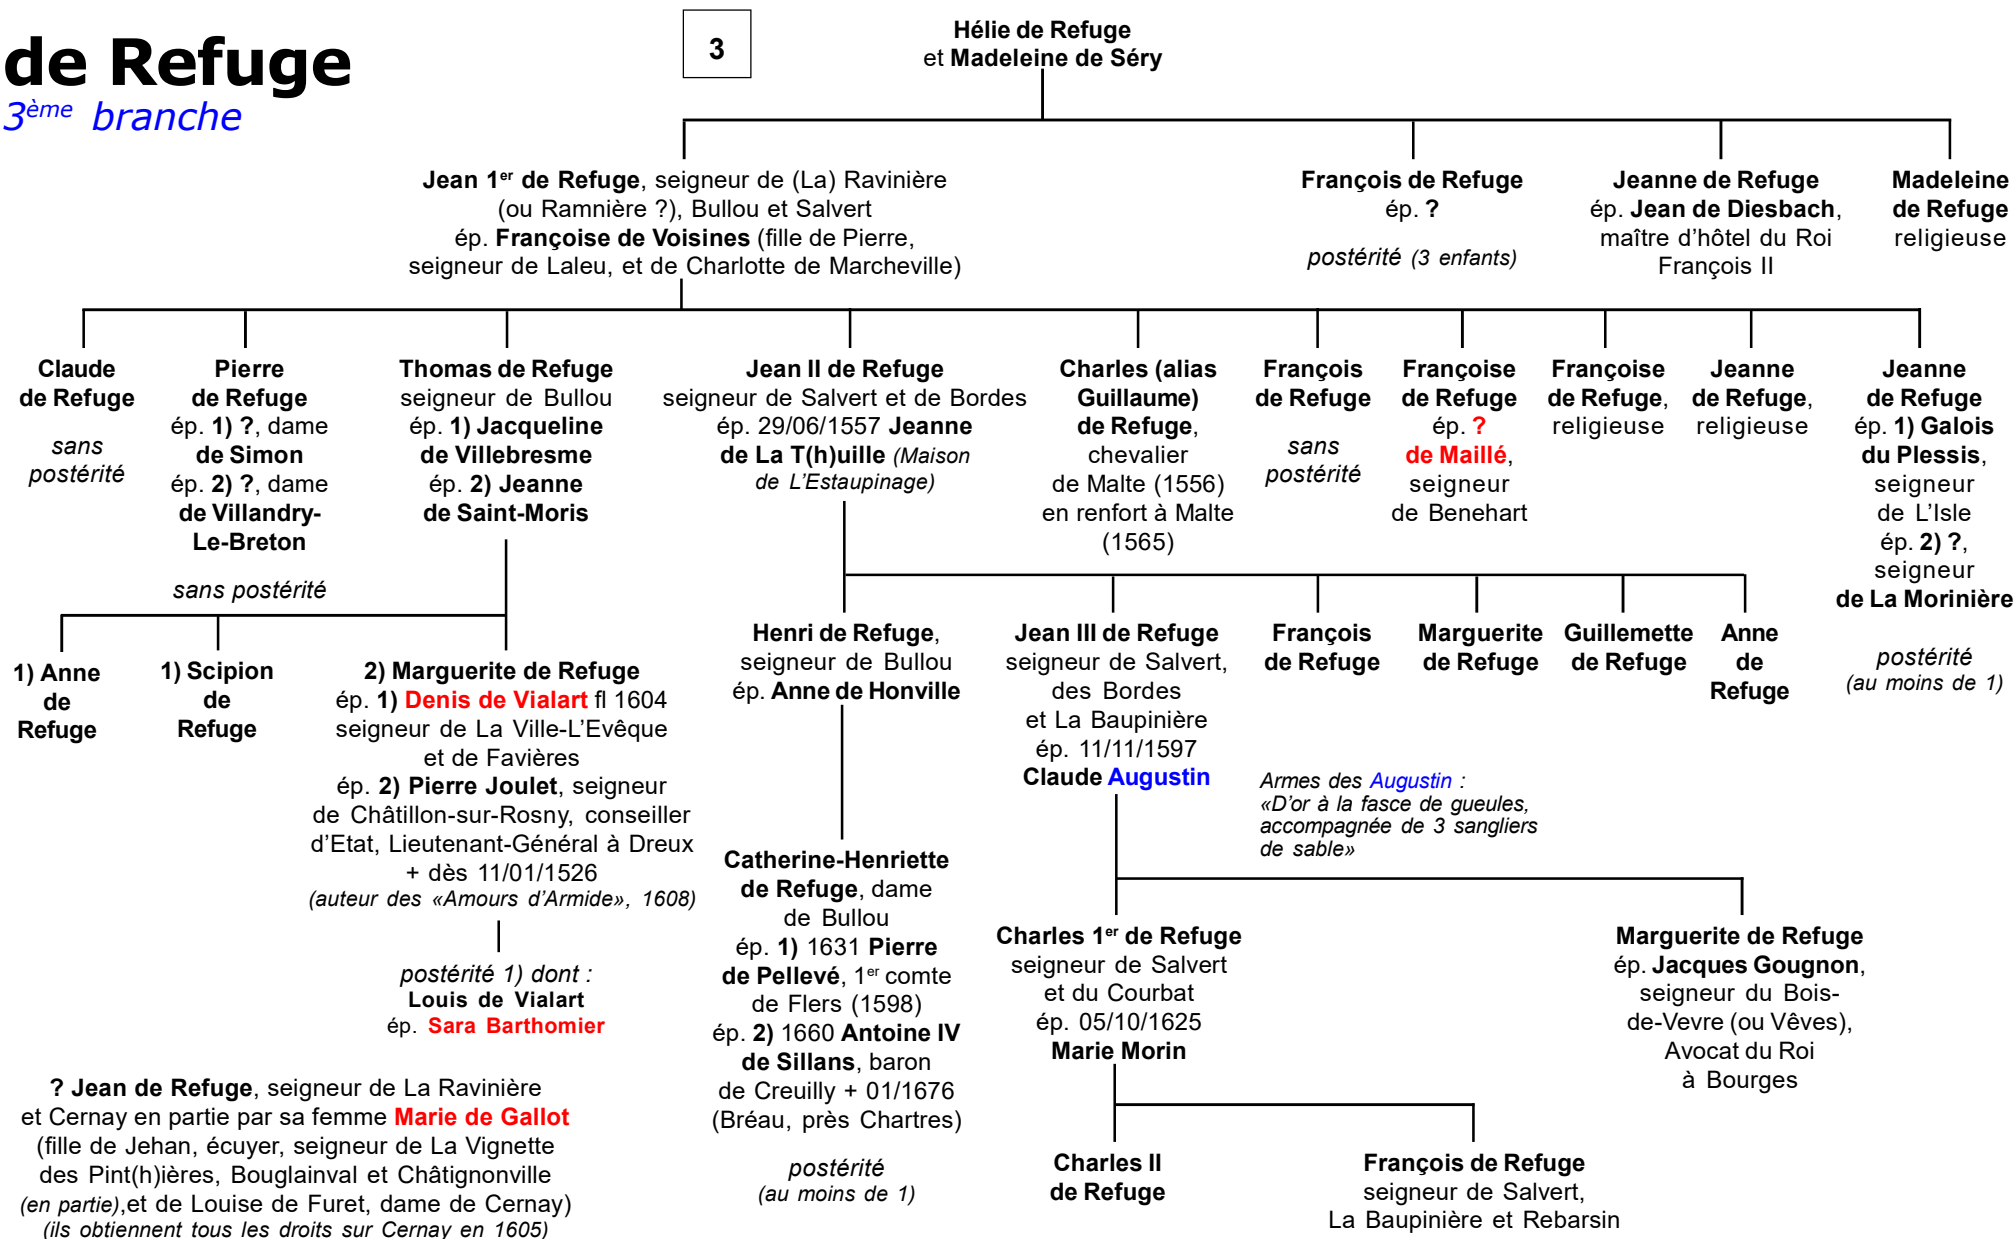 de Refuge
3ème branche
3
Hélie de Refuge
et Madeleine de Séry
Jean 1er de Refuge, seigneur de (La) Ravinière
(ou Ramnière ?), Bullou et Salvert
ép. Françoise de Voisines (fille de Pierre,
seigneur de Laleu, et de Charlotte de Marcheville)
François de Refuge
ép. ?
postérité (3 enfants)
Jeanne de Refuge
ép. Jean de Diesbach,
maître d’hôtel du Roi
François II
Madeleine
de Refuge
religieuse
Claude
de Refuge
sans
postérité
Pierre
de Refuge
ép. 1) ?, dame
de Simon
ép. 2) ?, dame
de Villandry-
Le-Breton
sans postérité
Thomas de Refuge
seigneur de Bullou
ép. 1) Jacqueline
de Villebresme
ép. 2) Jeanne
de Saint-Moris
Jean II de Refuge
seigneur de Salvert et de Bordes
ép. 29/06/1557 Jeanne
de La T(h)uille (Maison
de L’Estaupinage)
Charles (alias
Guillaume)
de Refuge,
chevalier
de Malte (1556)
en renfort à Malte
(1565)
François
de Refuge
sans
postérité
Françoise
de Refuge
ép. ?
de Maillé,
seigneur
de Benehart
Françoise
de Refuge,
religieuse
Jeanne
de Refuge,
religieuse
Jeanne
de Refuge
ép. 1) Galois
du Plessis,
seigneur
de L’Isle
ép. 2) ?,
seigneur
de La Morinière
postérité
(au moins de 1)
1) Anne
de
Refuge
1) Scipion
de
Refuge
2) Marguerite de Refuge
ép. 1) Denis de Vialart fl 1604
seigneur de La Ville-L’Evêque
et de Favières
ép. 2) Pierre Joulet, seigneur
de Châtillon-sur-Rosny, conseiller
d’Etat, Lieutenant-Général à Dreux
+ dès 11/01/1526
(auteur des «Amours d’Armide», 1608)
postérité 1) dont :
Louis de Vialart
ép. Sara Barthomier
Henri de Refuge,
seigneur de Bullou
ép. Anne de Honville
Jean III de Refuge
seigneur de Salvert,
des Bordes
et La Baupinière
ép. 11/11/1597
Claude Augustin
François
de Refuge
Marguerite
de Refuge
Guillemette
de Refuge
Anne
de
Refuge
Armes des Augustin :
«D’or à la fasce de gueules,
accompagnée de 3 sangliers
de sable»
Catherine-Henriette
de Refuge, dame
de Bullou
ép. 1) 1631 Pierre
de Pellevé, 1er comte
de Flers (1598)
ép. 2) 1660 Antoine IV
de Sillans, baron
de Creuilly + 01/1676
(Bréau, près Chartres)
postérité
(au moins de 1)
Charles 1er de Refuge
seigneur de Salvert
et du Courbat
ép. 05/10/1625
Marie Morin
Marguerite de Refuge
ép. Jacques Gougnon,
seigneur du Bois-
de-Vevre (ou Vêves),
Avocat du Roi
à Bourges
? Jean de Refuge, seigneur de La Ravinière
et Cernay en partie par sa femme Marie de Gallot
(fille de Jehan, écuyer, seigneur de La Vignette
des Pint(h)ières, Bouglainval et Châtignonville
(en partie),et de Louise de Furet, dame de Cernay)
(ils obtiennent tous les droits sur Cernay en 1605)
Charles II
de Refuge
François de Refuge
seigneur de Salvert,
La Baupinière et Rebarsin